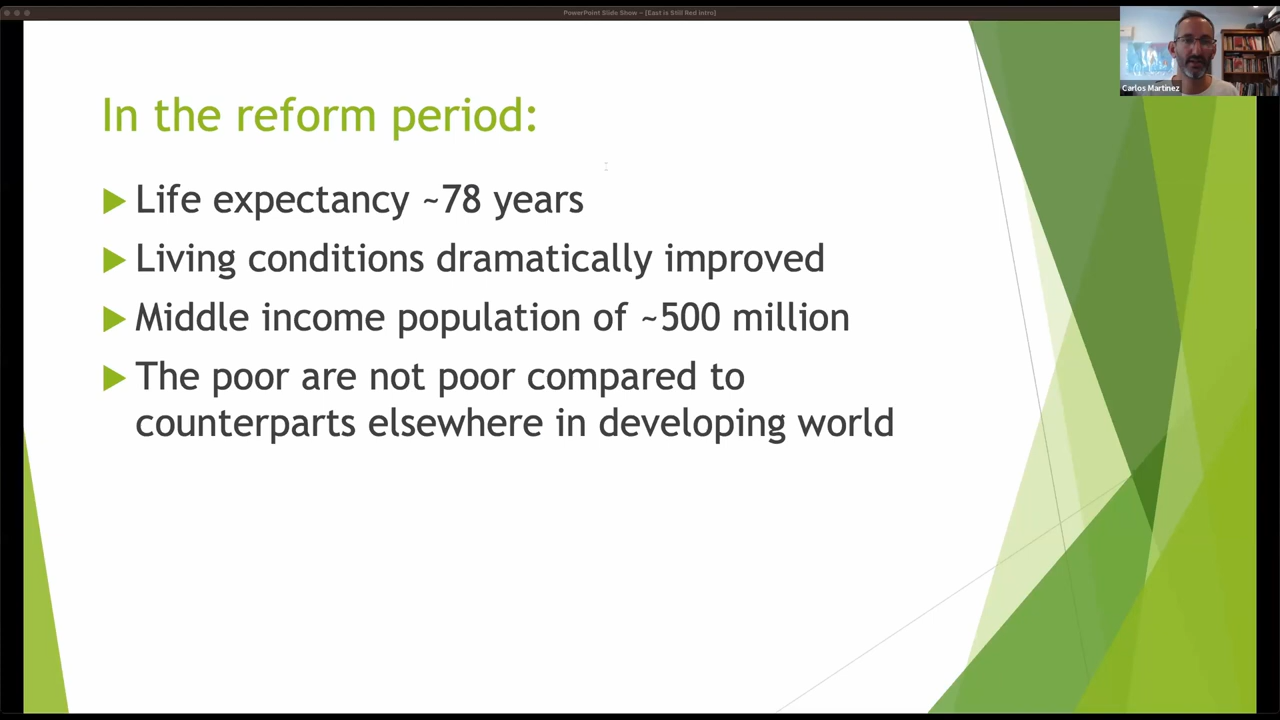 PowerPoint Slide Show - [East is Still Red Intro]
Carlos Martinez
In the reform period:
Life expectancy ~78 years
Living conditions dramatically improved
Middle income population of ~500 million
The poor are not poor compared to
counterparts elsewhere in developing world